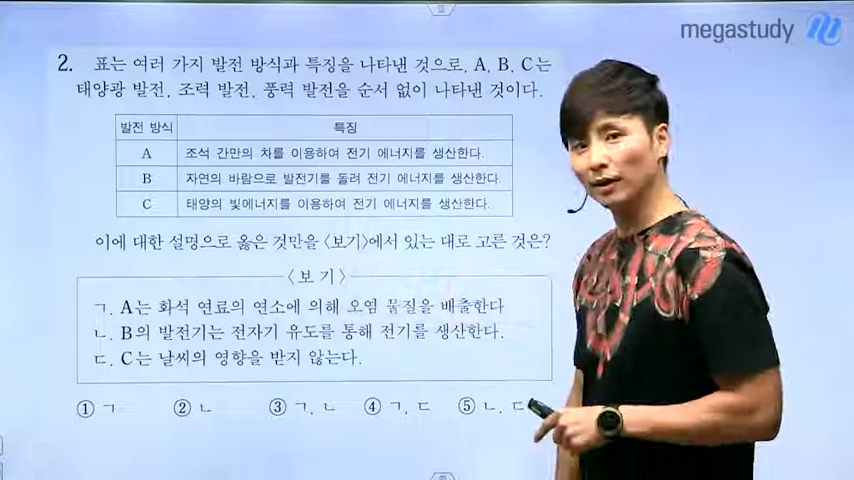 megastudy
2. 표는 여러 가지 발전 방식과 특징을 나타낸 것으로, A, B, C는
태양광 발전, 조력 발전, 풍력 발전을 순서 없이 나타낸 것이다.
발전 방식 특징
A 조석 간만의 차를 이용하여 전기 에너지를 생산한다.
B 자연의 바람으로 발전기를 돌려 전기 에너지를 생산한다.
C 태양의 빛에너지를 이용하여 전기 에너지를 생산한다.
이에 대한 설명으로 옳은 것만을 〈보기〉에서 있는 대로 고른 것은?
〈보 기〉
ㄱ. A는 화석 연료의 연소에 의해 오염 물질을 배출한다
ㄴ. B의 발전기는 전자기 유도를 통해 전기를 생산한다.
ㄷ. C는 날씨의 영향을 받지 않는다.
① ㄱ ② ㄴ ③ ㄱ, ㄴ ④ ㄱ, ㄷ ⑤ ㄴ, ㄷ